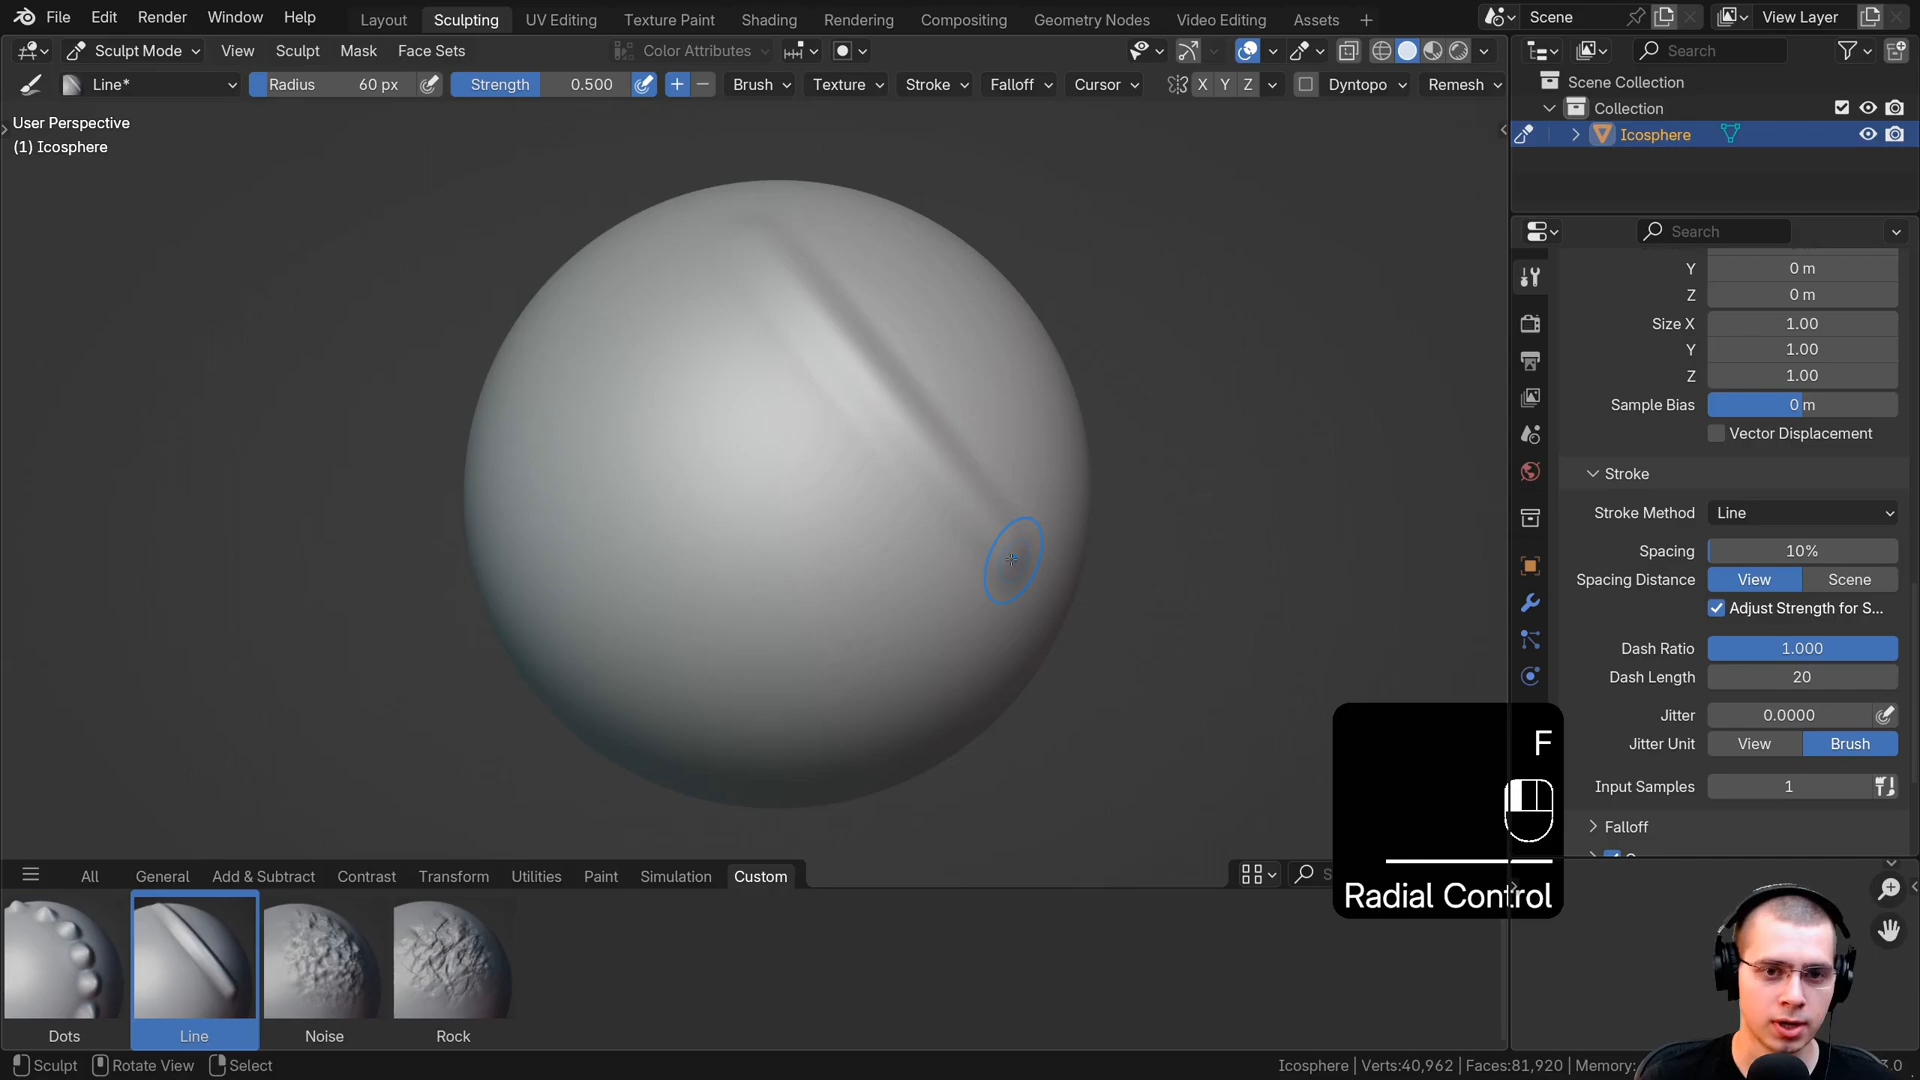 File Edit Render Window Help Layout Sculpting UV Editing Texture Paint Shading Rendering Compositing Geometry Nodes Video Editing Assets + Scene View Layer
Sculpt Mode View Sculpt Mask Face Sets Color Attributes Search
Line* Radius 60 px Strength 0.500 + − Brush Texture Stroke Falloff Cursor X Y Z Dyntopo Remesh
Scene Collection
Collection
Icosphere
User Perspective
(1) Icosphere
Search
Y 0 m
Z 0 m
Size X 1.00
Y 1.00
Z 1.00
Sample Bias 0 m
Vector Displacement
Stroke
Stroke Method Line
Spacing 10%
Spacing Distance View Scene
Adjust Strength for S...
Dash Ratio 1.000
Dash Length 20
Jitter 0.0000
Jitter Unit View Brush
Input Samples 1
Falloff
F
Radial Control
All General Add & Subtract Contrast Transform Utilities Paint Simulation Custom S
Dots Line Noise Rock
Sculpt Rotate View Select Icosphere | Verts:40,962 | Faces:81,920 | Memory: